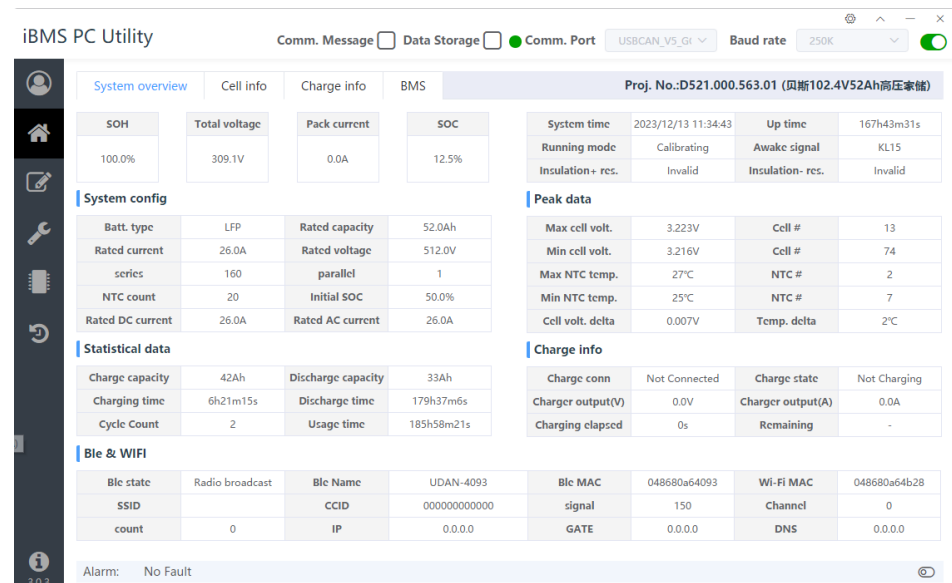 iBMS PC Utility
Comm. Message Data Storage Comm. Port USBCAN_V5_GI Baud rate 250K
System overview Cell info Charge info BMS Proj. No.:D521.000.563.01 (贝斯102.4V52Ah高压家储)
SOH Total voltage Pack current SOC
100.0% 309.1V 0.0A 12.5%
System time 2023/12/13 11:34:43 Up time 167h43m31s
Running mode Calibrating Awake signal KL15
Insulation+ res. Invalid Insulation- res. Invalid
System config
Batt. type LFP Rated capacity 52.0Ah
Rated current 26.0A Rated voltage 512.0V
series 160 parallel 1
NTC count 20 Initial SOC 50.0%
Rated DC current 26.0A Rated AC current 26.0A
Peak data
Max cell volt. 3.223V Cell # 13
Min cell volt. 3.216V Cell # 74
Max NTC temp. 27℃ NTC # 2
Min NTC temp. 25℃ NTC # 7
Cell volt. delta 0.007V Temp. delta 2℃
Statistical data
Charge capacity 42Ah Discharge capacity 33Ah
Charging time 6h21m15s Discharge time 179h37m6s
Cycle Count 2 Usage time 185h58m21s
Charge info
Charge conn Not Connected Charge state Not Charging
Charger output(V) 0.0V Charger output(A) 0.0A
Charging elapsed 0s Remaining -
Ble & WIFI
Ble state Radio broadcast Ble Name UDAN-4093 Ble MAC 048680a64093 Wi-Fi MAC 048680a64b28
SSID CCID 000000000000 signal 150 Channel 0
count 0 IP 0.0.0.0 GATE 0.0.0.0 DNS 0.0.0.0
Alarm: No Fault
3.0.3